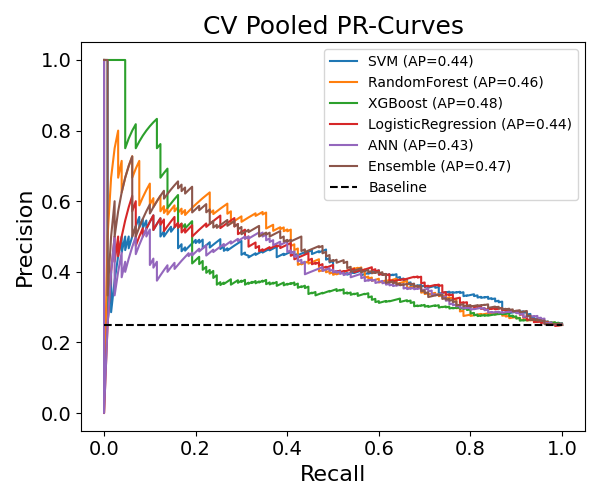 CV Pooled PR-Curves
Precision
1.0
0.8
0.6
0.4
0.2
0.0
SVM (AP=0.44)
RandomForest (AP=0.46)
XGBoost (AP=0.48)
LogisticRegression (AP=0.44)
ANN (AP=0.43)
Ensemble (AP=0.47)
Baseline
0.0 0.2 0.4 0.6 0.8 1.0
Recall